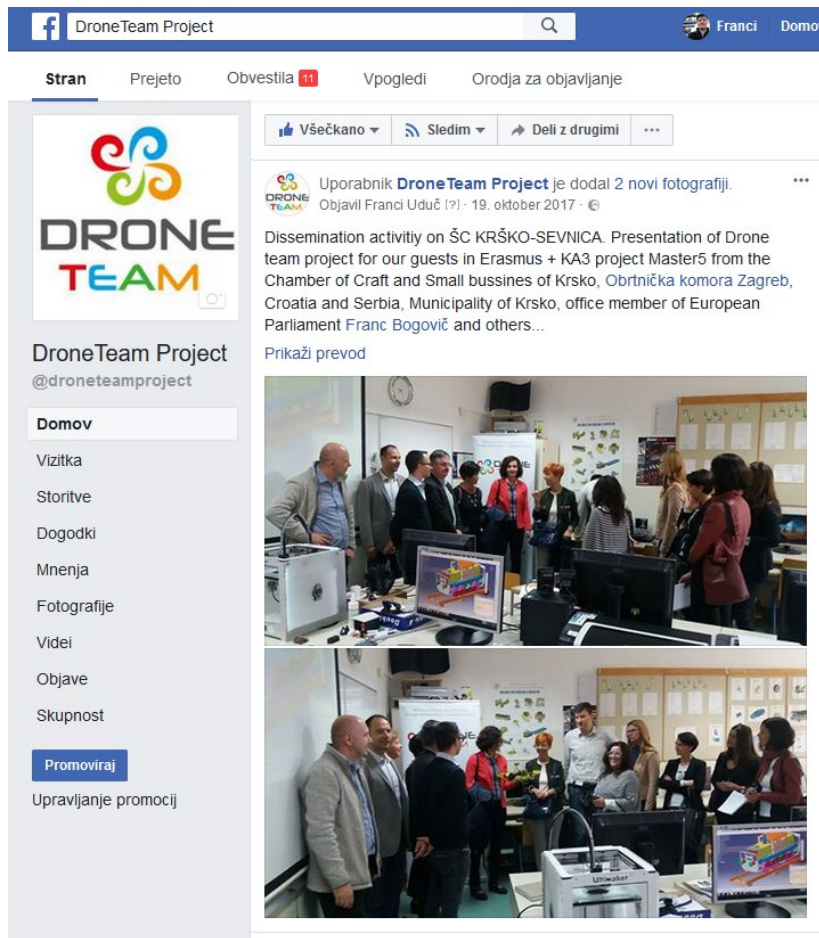 DroneTeam Project
Franci
Domov
Stran
Prejeto
Obvestila 11
Vpogledi
Orodja za objavljanje
DRONE
TEAM
DroneTeam Project
@droneteamproject
Domov
Vizitka
Storitve
Dogodki
Mnenja
Fotografije
Videi
Objave
Skupnost
Promoviraj
Upravljanje promocij
Všečkano
Sledim
Deli z drugimi
DRONE
TEAM
Uporabnik DroneTeam Project je dodal 2 novi fotografiji.
Objavil Franci Uduč [?] · 19. oktober 2017 ·
Dissemination activitiy on ŠC KRŠKO-SEVNICA. Presentation of Drone
team project for our guests in Erasmus + KA3 project Master5 from the
Chamber of Craft and Small bussines of Krsko, Obrtnička komora Zagreb,
Croatia and Serbia, Municipality of Krsko, office member of European
Parliament Franc Bogovič and others...
Prikaži prevod
Ultimaker